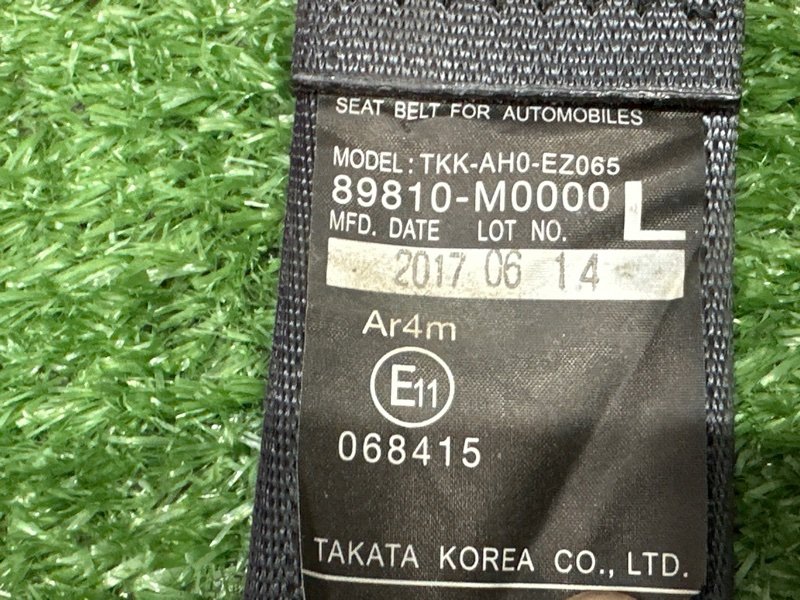 SEAT BELT FOR AUTOMOBILES
MODEL: TKK-AH0-EZ065
89810-M0000 L
MFD. DATE LOT NO.
2017 06 14
Ar4m
E11
068415
TAKATA KOREA CO., LTD.